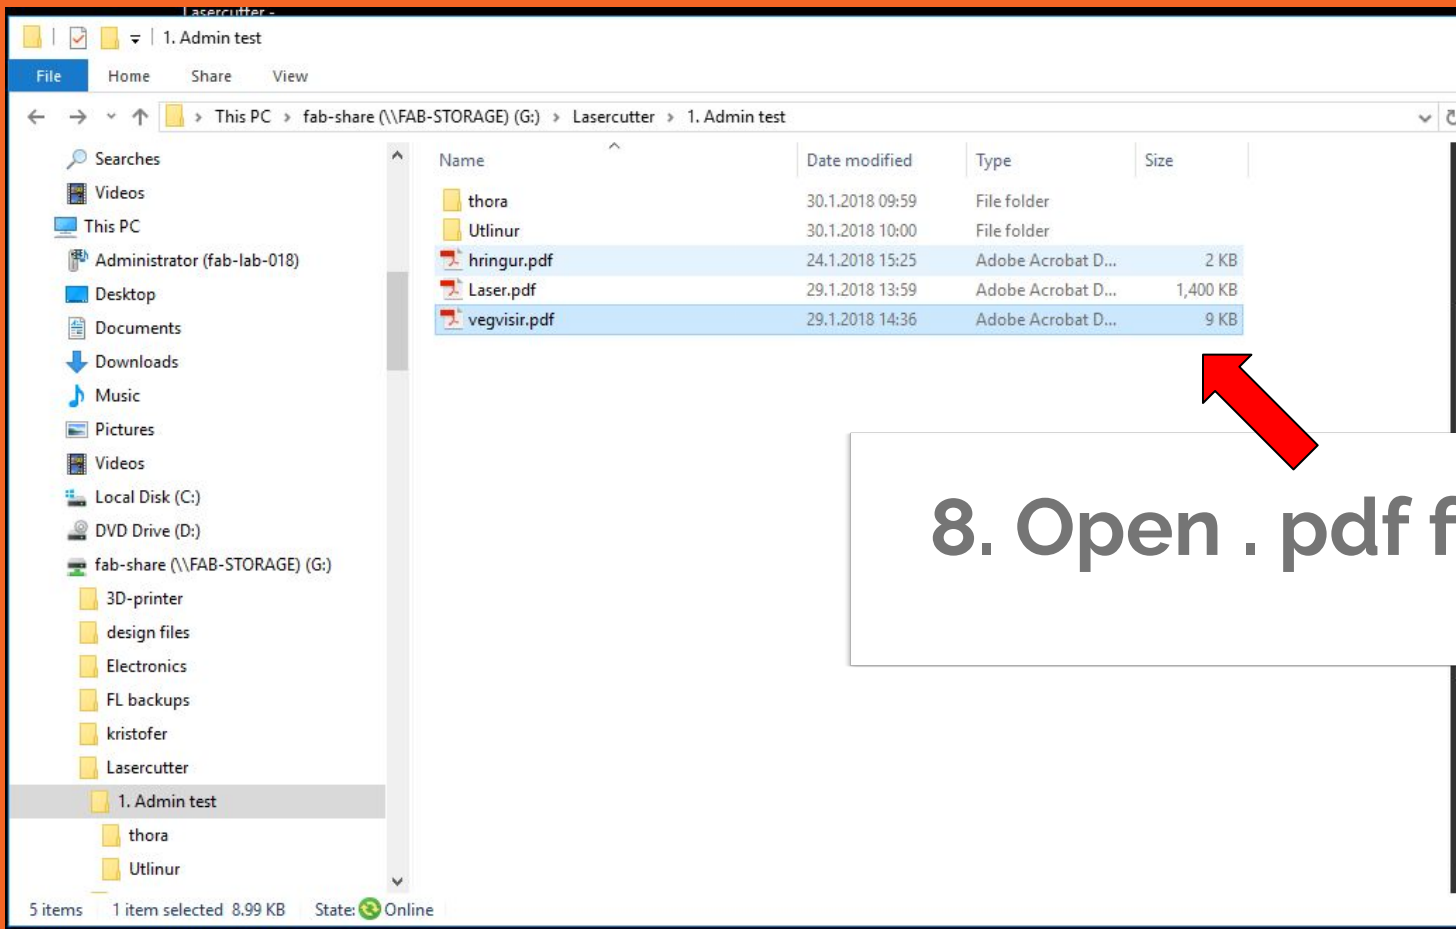 Lasercutter -
1. Admin test
File Home Share View
This PC > fab-share (\\FAB-STORAGE) (G:) > Lasercutter > 1. Admin test
Searches
Videos
This PC
Administrator (fab-lab-018)
Desktop
Documents
Downloads
Music
Pictures
Videos
Local Disk (C:)
DVD Drive (D:)
fab-share (\\FAB-STORAGE) (G:)
3D-printer
design files
Electronics
FL backups
kristofer
Lasercutter
1. Admin test
thora
Utlinur
Name Date modified Type Size
thora 30.1.2018 09:59 File folder
Utlinur 30.1.2018 10:00 File folder
hringur.pdf 24.1.2018 15:25 Adobe Acrobat D... 2 KB
Laser.pdf 29.1.2018 13:59 Adobe Acrobat D... 1,400 KB
vegvisir.pdf 29.1.2018 14:36 Adobe Acrobat D... 9 KB
8. Open . pdf f
5 items 1 item selected 8.99 KB State: Online